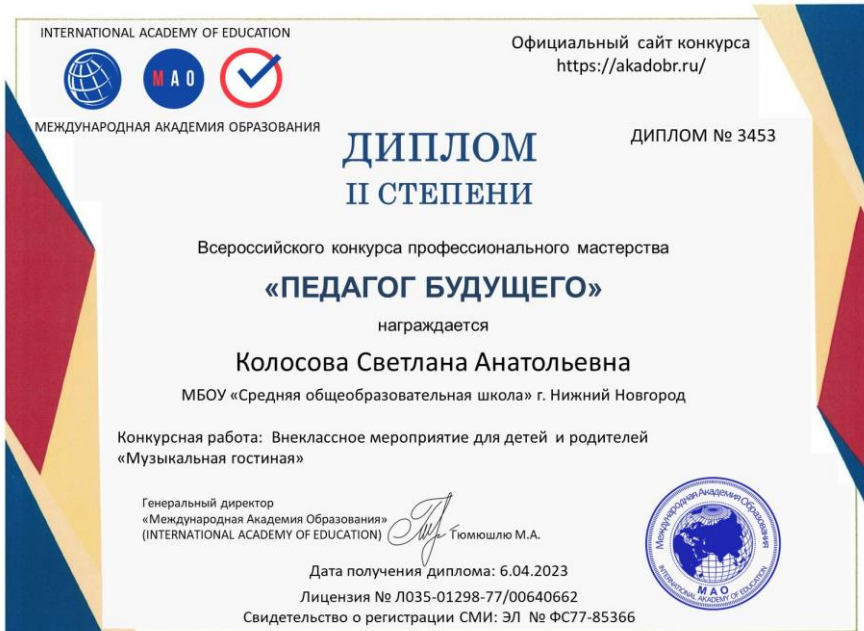 INTERNATIONAL ACADEMY OF EDUCATION
МАО
МЕЖДУНАРОДНАЯ АКАДЕМИЯ ОБРАЗОВАНИЯ
Официальный сайт конкурса
https://akadobr.ru/
ДИПЛОМ № 3453
ДИПЛОМ
II СТЕПЕНИ
Всероссийского конкурса профессионального мастерства
«ПЕДАГОГ БУДУЩЕГО»
награждается
Колосова Светлана Анатольевна
МБОУ «Средняя общеобразовательная школа» г. Нижний Новгород
Конкурсная работа: Внеклассное мероприятие для детей и родителей
«Музыкальная гостиная»
Генеральный директор
«Международная Академия Образования»
(INTERNATIONAL ACADEMY OF EDUCATION)
Тюмюшлю М.А.
Международная Академия Образования
МАО
INTERNATIONAL AKADEMY OF EDUCATION
Дата получения диплома: 6.04.2023
Лицензия № Л035-01298-77/00640662
Свидетельство о регистрации СМИ: ЭЛ № ФС77-85366